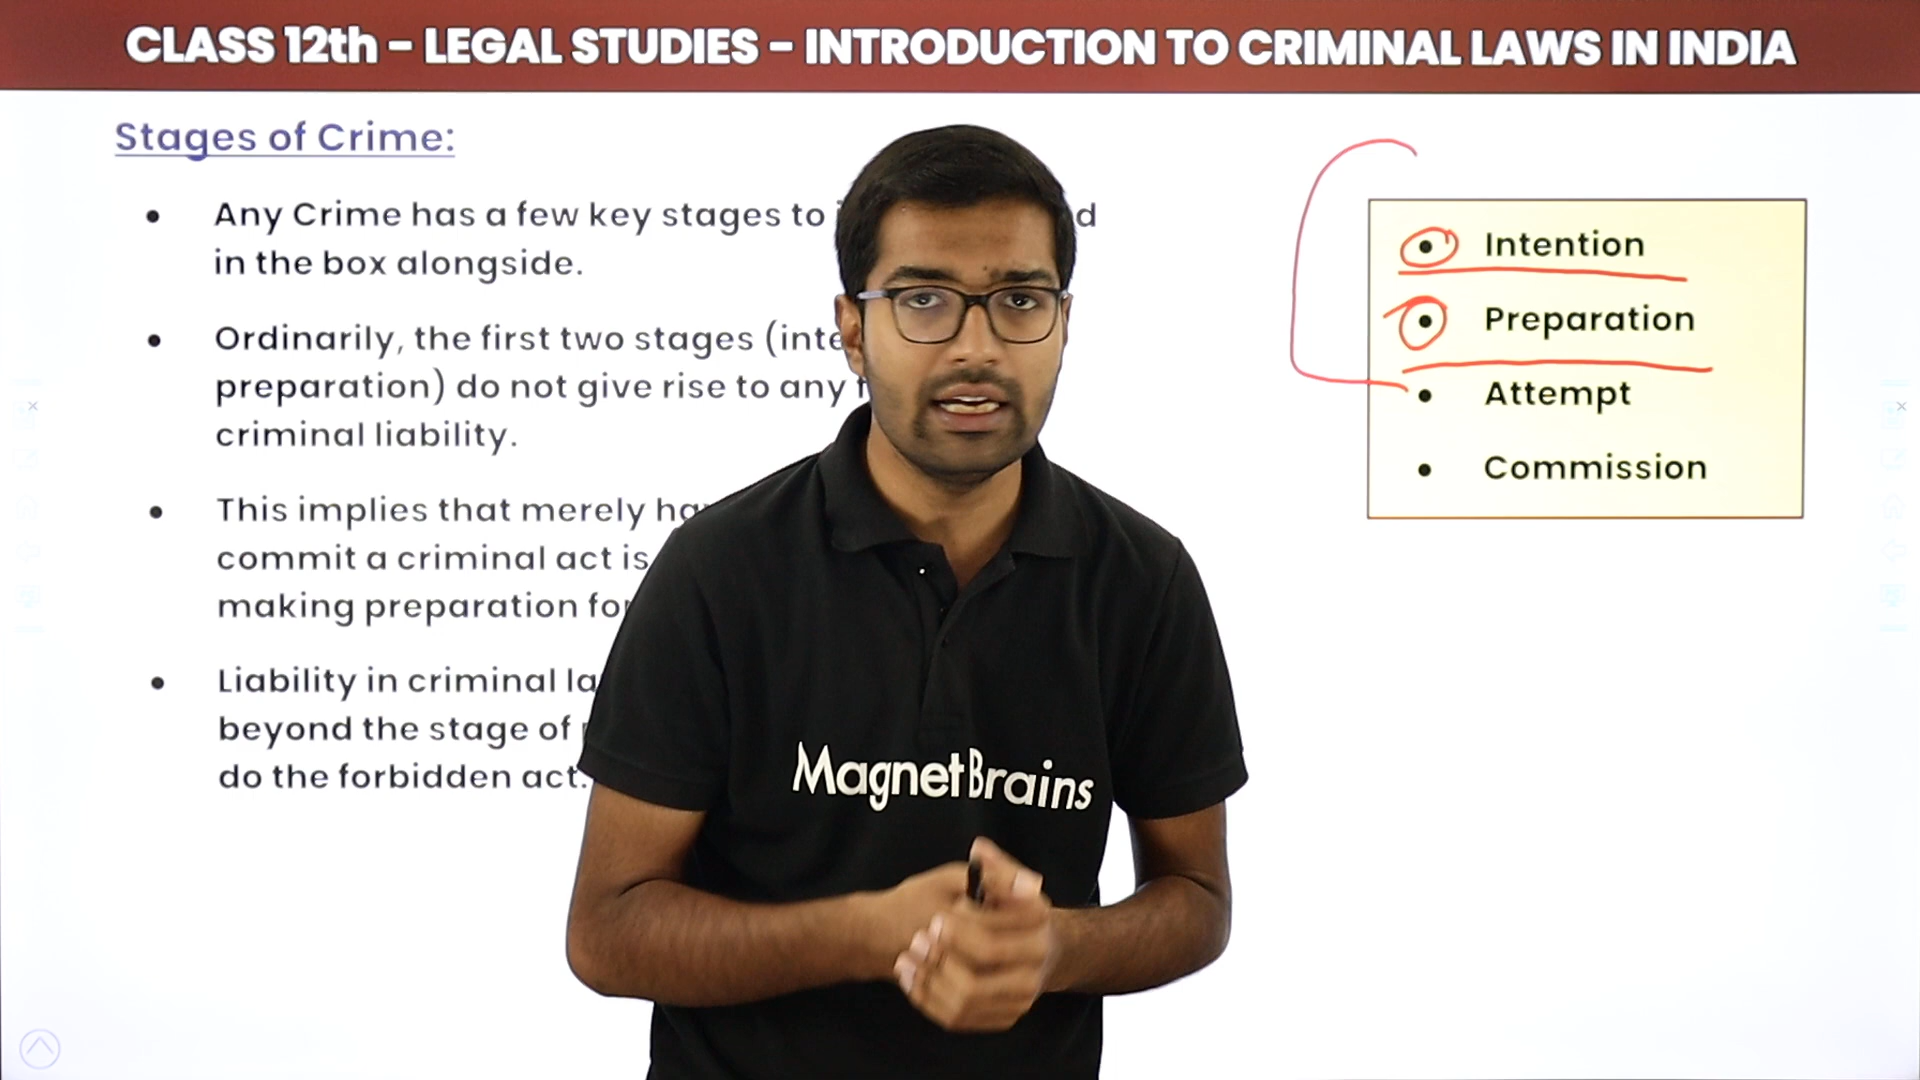 CLASS 12th - LEGAL STUDIES - INTRODUCTION TO CRIMINAL LAWS IN INDIA
Stages of Crime:
• Any Crime has a few key stages to
in the box alongside.
• Ordinarily, the first two stages (inte
preparation) do not give rise to any
criminal liability.
• This implies that merely ha
commit a criminal act is
making preparation for
• Liability in criminal la
beyond the stage of
do the forbidden act.
• Intention
• Preparation
• Attempt
• Commission
MagnetBrains